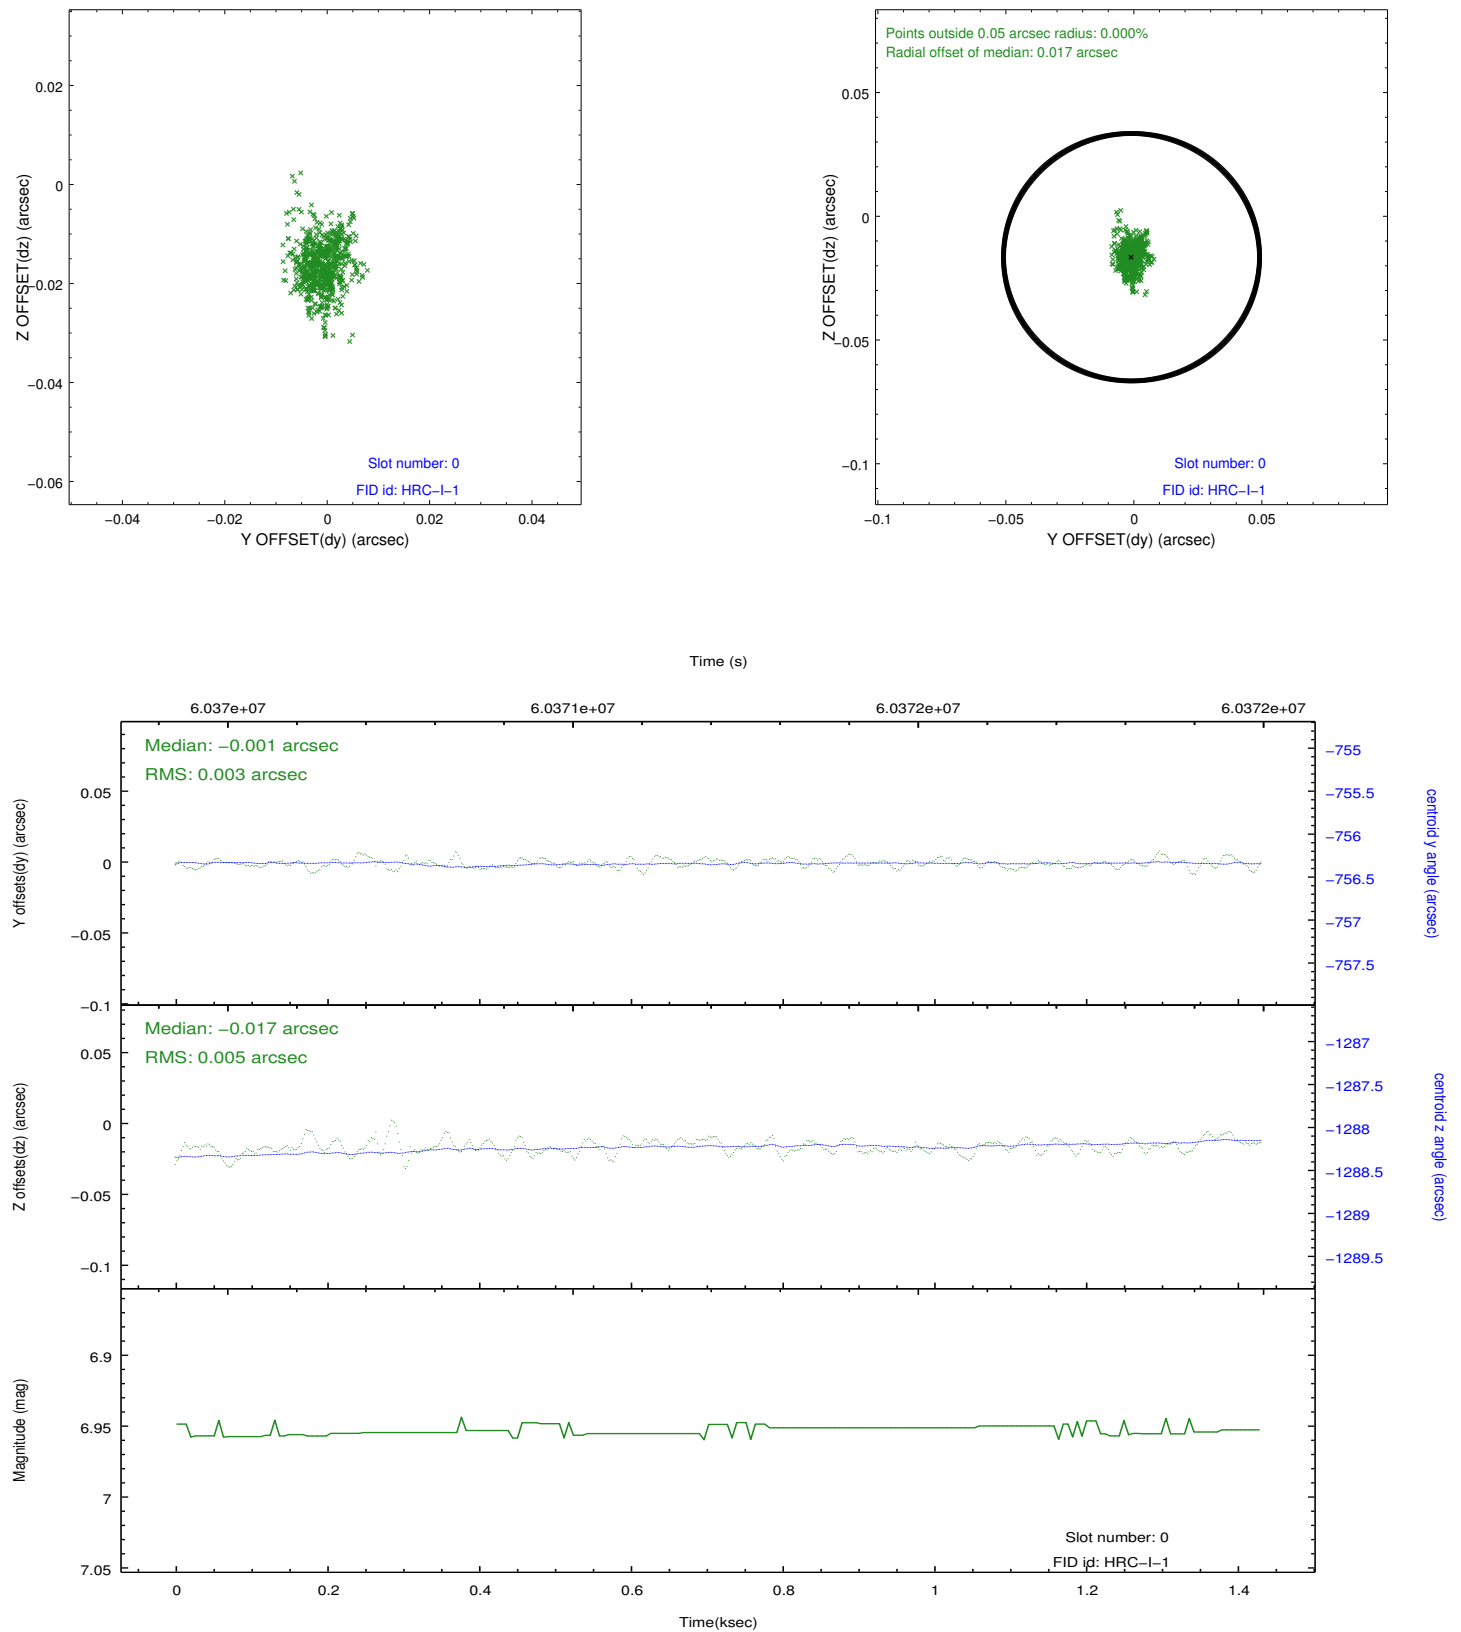 0.02
0
−0.02
−0.04
−0.06
Z OFFSET(dz) (arcsec)
Slot number: 0
FID id: HRC−I−1
−0.04
−0.02
0
0.02
0.04
Y OFFSET(dy) (arcsec)
Points outside 0.05 arcsec radius: 0.000%
Radial offset of median: 0.017 arcsec
0.05
0
−0.05
−0.1
Z OFFSET(dz) (arcsec)
Slot number: 0
FID id: HRC−I−1
−0.1
−0.05
0
0.05
Y OFFSET(dy) (arcsec)
Time (s)
6.037e+07
6.0371e+07
6.0372e+07
6.0372e+07
Median: −0.001 arcsec
RMS: 0.003 arcsec
0.05
0
−0.05
−0.1
Y offsets(dy) (arcsec)
−755
−755.5
−756
−756.5
−757
−757.5
centroid y angle (arcsec)
Median: −0.017 arcsec
RMS: 0.005 arcsec
0.05
0
−0.05
−0.1
Z offsets(dz) (arcsec)
−1287
−1287.5
−1288
−1288.5
−1289
−1289.5
centroid z angle (arcsec)
6.9
6.95
7
7.05
Magnitude (mag)
Slot number: 0
FID id: HRC−I−1
0
0.2
0.4
0.6
0.8
1
1.2
1.4
Time(ksec)